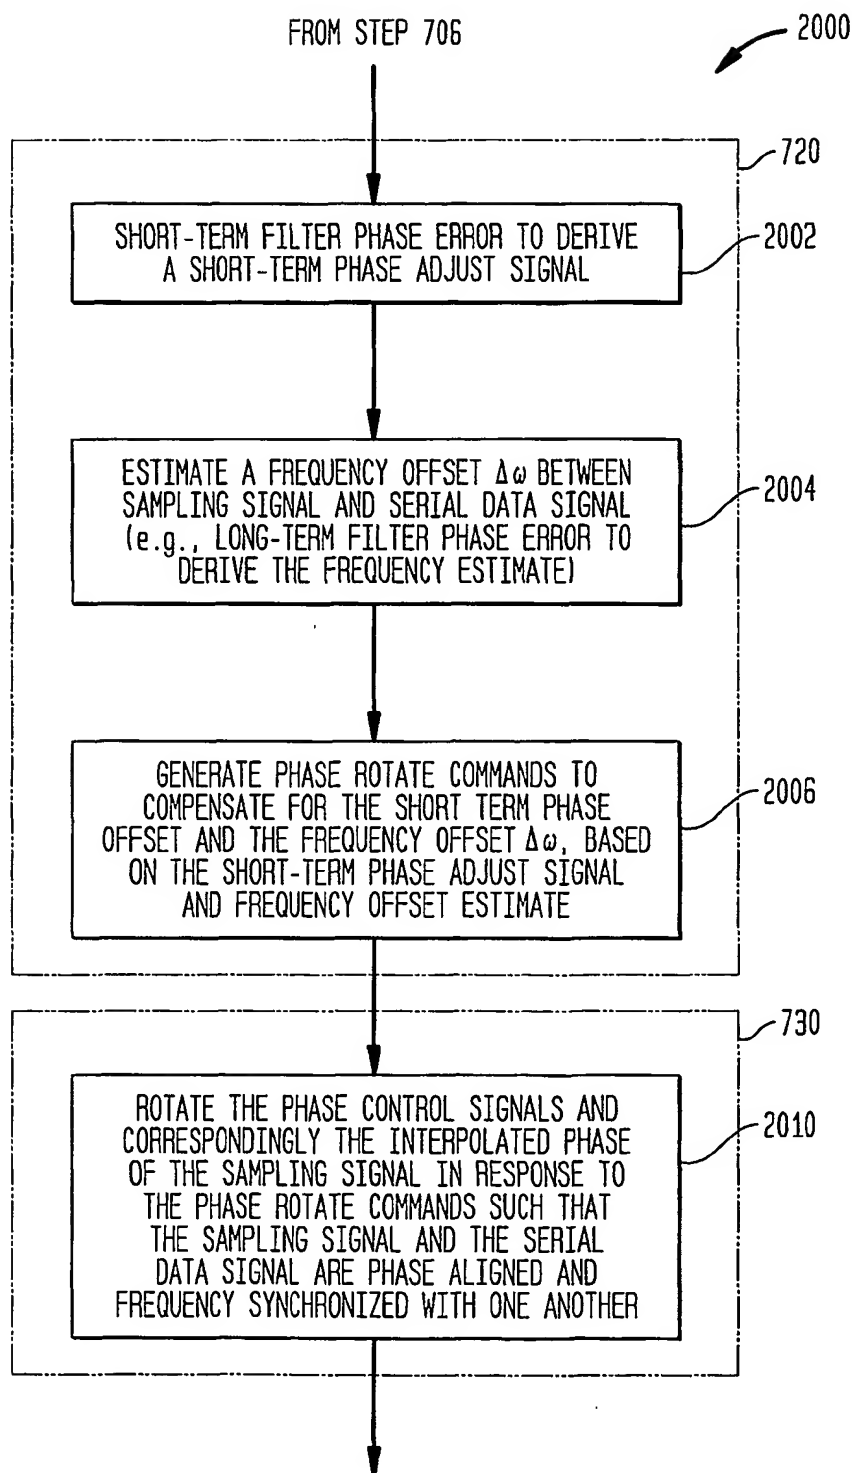 FROM STEP 706
2000
720
SHORT-TERM FILTER PHASE ERROR TO DERIVE
A SHORT-TERM PHASE ADJUST SIGNAL
2002
ESTIMATE A FREQUENCY OFFSET Δω BETWEEN
SAMPLING SIGNAL AND SERIAL DATA SIGNAL
(e.g., LONG-TERM FILTER PHASE ERROR TO
DERIVE THE FREQUENCY ESTIMATE)
2004
GENERATE PHASE ROTATE COMMANDS TO
COMPENSATE FOR THE SHORT TERM PHASE
OFFSET AND THE FREQUENCY OFFSET Δω, BASED
ON THE SHORT-TERM PHASE ADJUST SIGNAL
AND FREQUENCY OFFSET ESTIMATE
2006
730
ROTATE THE PHASE CONTROL SIGNALS AND
CORRESPONDINGLY THE INTERPOLATED PHASE
OF THE SAMPLING SIGNAL IN RESPONSE TO
THE PHASE ROTATE COMMANDS SUCH THAT
THE SAMPLING SIGNAL AND THE SERIAL
DATA SIGNAL ARE PHASE ALIGNED AND
FREQUENCY SYNCHRONIZED WITH ONE ANOTHER
2010